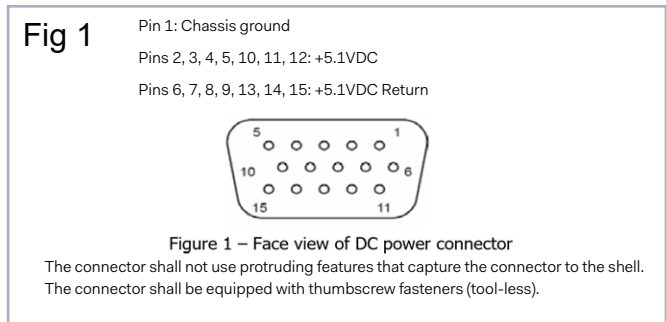 Fig 1
Pin 1: Chassis ground
Pins 2, 3, 4, 5, 10, 11, 12: +5.1VDC
Pins 6, 7, 8, 9, 13, 14, 15: +5.1VDC Return
5 1
10 6
15 11
Figure 1 – Face view of DC power connector
The connector shall not use protruding features that capture the connector to the shell.
The connector shall be equipped with thumbscrew fasteners (tool-less).